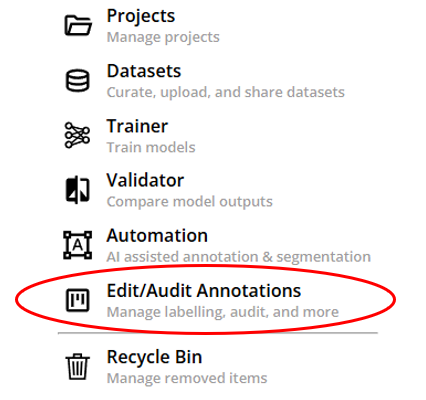 Projects
Manage projects
Datasets
Curate, upload, and share datasets
Trainer
Train models
Validator
Compare model outputs
Automation
AI assisted annotation & segmentation
Edit/Audit Annotations
Manage labelling, audit, and more
Recycle Bin
Manage removed items